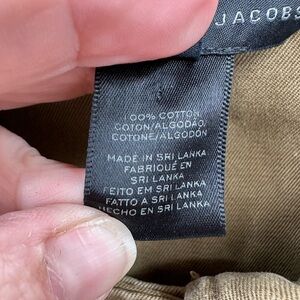 JACOBS
100% COTTON
COTON/ALGODAO
COTONE/ALGODÓN
MADE IN SRI LANKA
FABRIQUÉ EN
SRI LANKA
FEITO EM SRI LANKA
FATTO A SRI LANKA
HECHO EN SRI LANKA